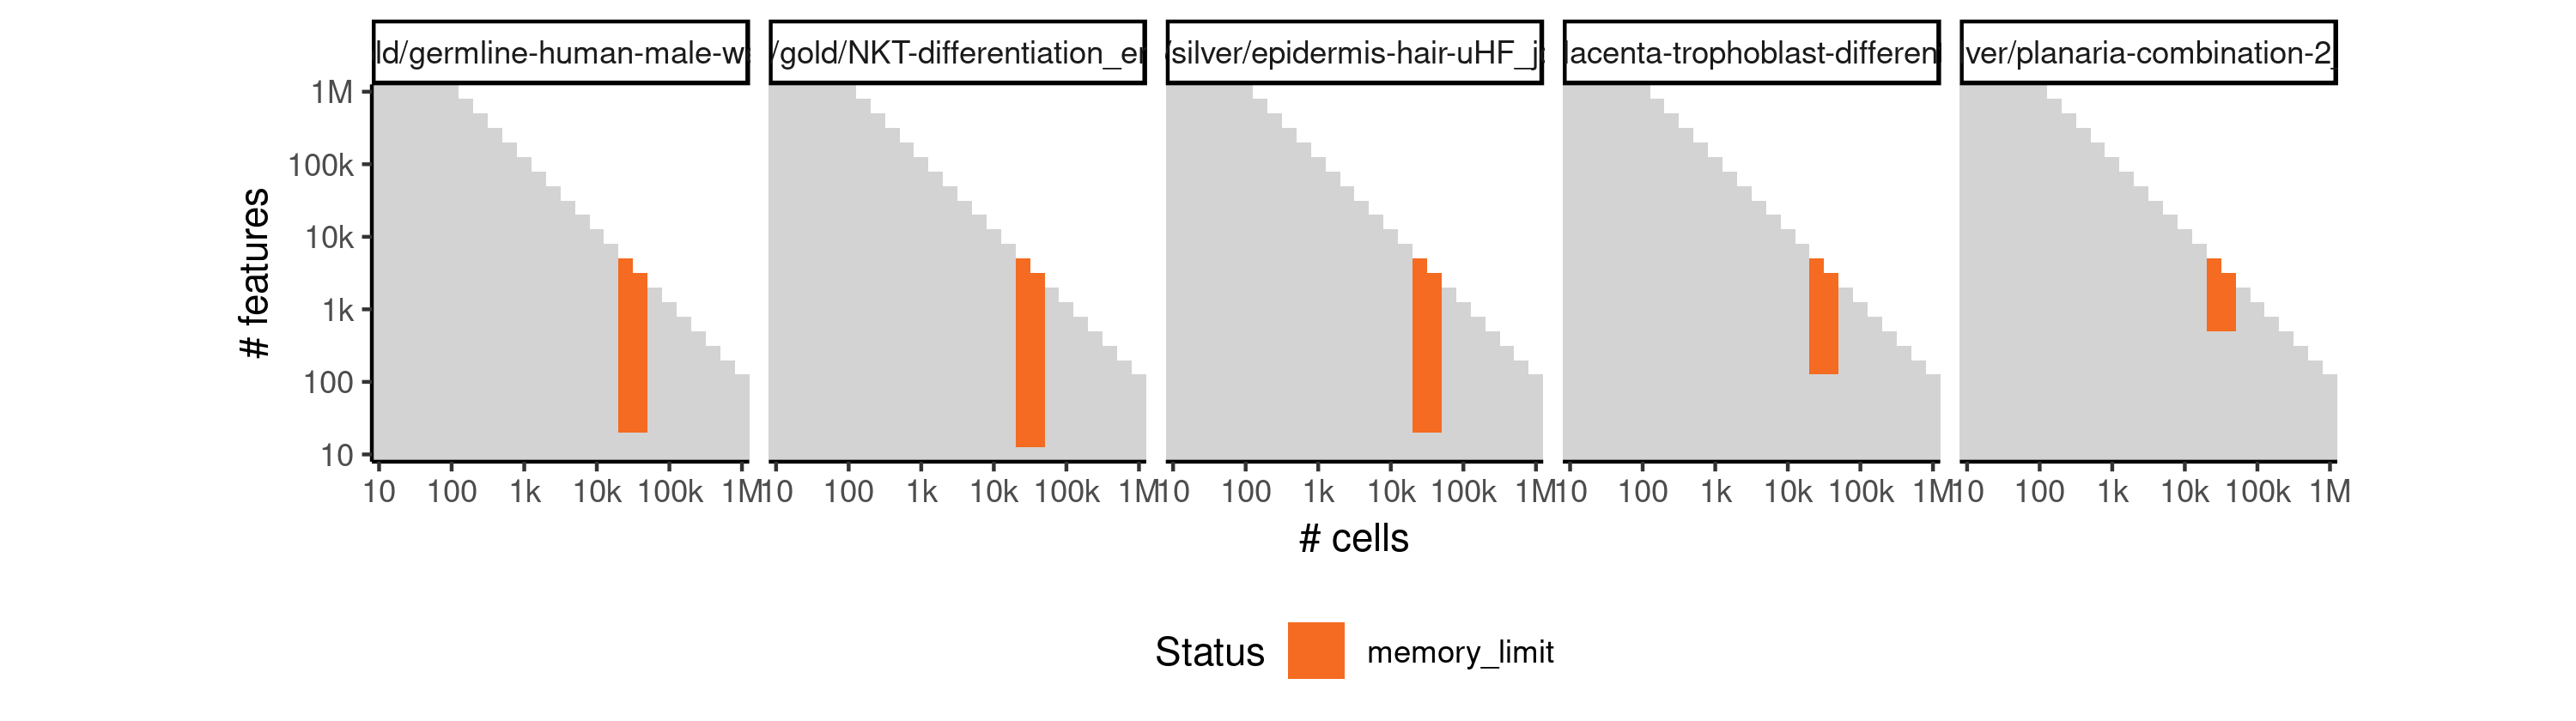 ld/germline-human-male-w
/gold/NKT-differentiation_er
/silver/epidermis-hair-uHF_j
lacenta-trophoblast-differen
ver/planaria-combination-2
1M
100k
10k
1k
100
10
# features
10 100 1k 10k 100k 1M
10 100 1k 10k 100k 1M
10 100 1k 10k 100k 1M
10 100 1k 10k 100k 1M
10 100 1k 10k 100k 1M
# cells
Status memory_limit